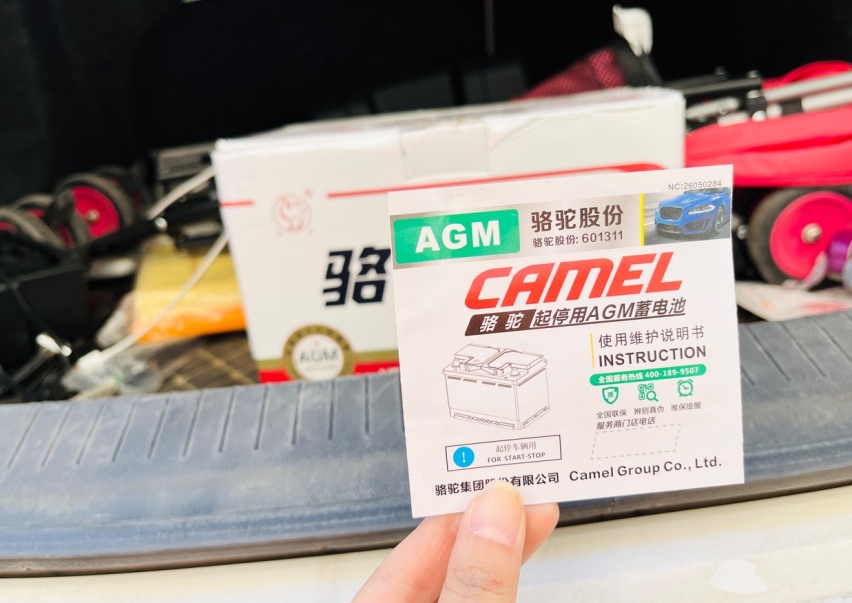 NC:26050284
AGM
骆驼股份
骆驼股份: 601311
CAMEL
骆驼 起停用AGM蓄电池
使用维护说明书
INSTRUCTION
全国服务热线 400-189-9507
全国联保 辨别真伪 维保提醒
服务商门店电话
!
起停车辆用
FOR START-STOP
骆驼集团股份有限公司 Camel Group Co., Ltd.
®
骆
AGM